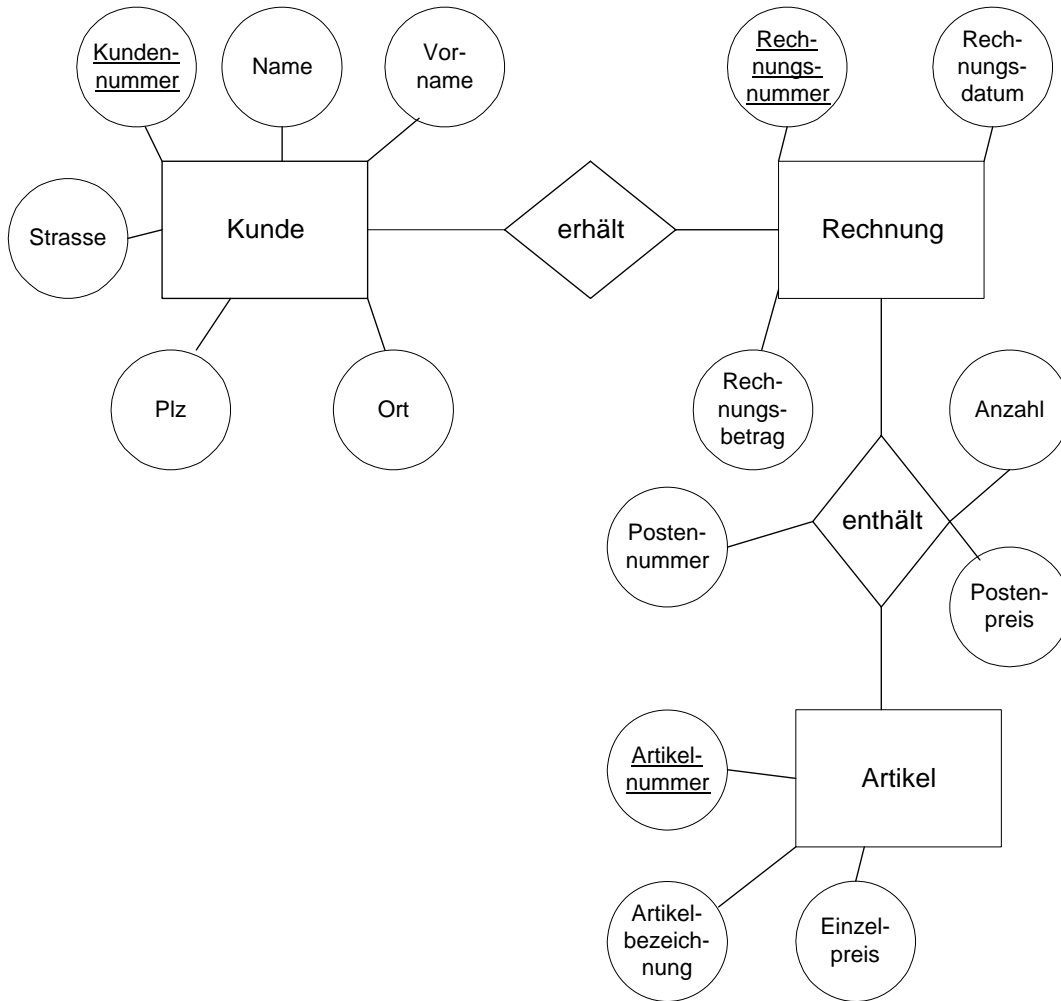 Kunden-
nummer
Name
Vor-
name
Rech-
nungs-
nummer
Rech-
nungs-
datum
Strasse
Kunde
erhält
Rechnung
Plz
Ort
Rech-
nungs-
betrag
Anzahl
Posten-
nummer
enthält
Posten-
preis
Artikel-
nummer
Artikel
Artikel-
bezeich-
nung
Einzel-
preis